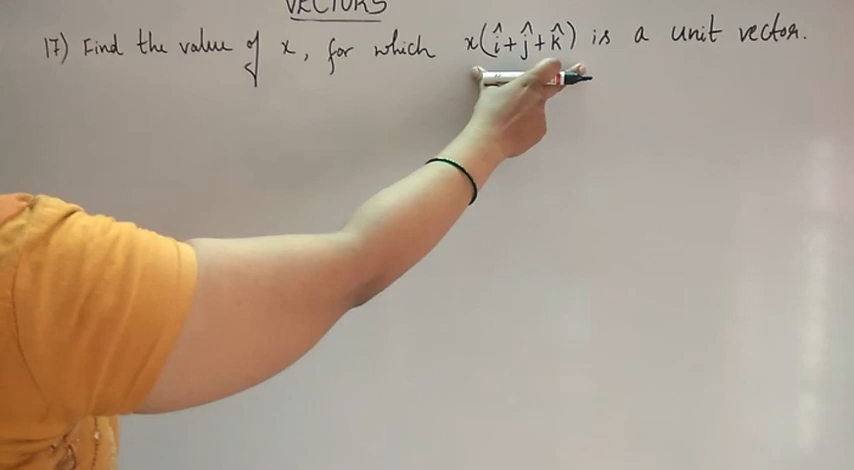 VECTORS
17) Find the value of x, for which x(î+ĵ+k̂) is a unit vector.